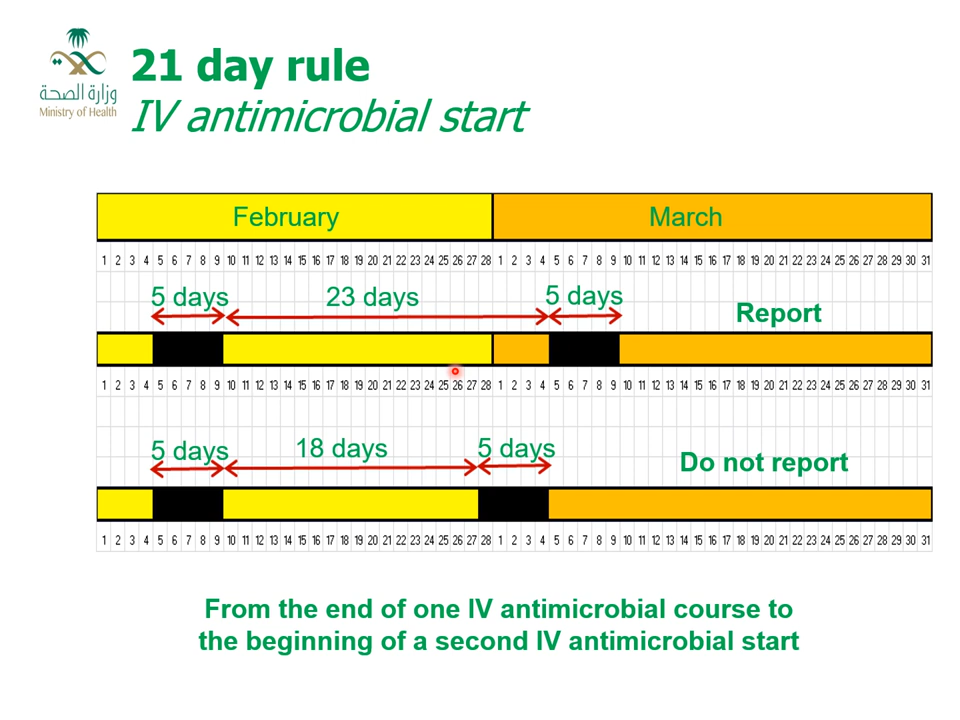 21 day rule
IV antimicrobial start
وزارة الصحة
Ministry of Health
February March
1 2 3 4 5 6 7 8 9 10 11 12 13 14 15 16 17 18 19 20 21 22 23 24 25 26 27 28 1 2 3 4 5 6 7 8 9 10 11 12 13 14 15 16 17 18 19 20 21 22 23 24 25 26 27 28 29 30 31
5 days 23 days 5 days
Report
1 2 3 4 5 6 7 8 9 10 11 12 13 14 15 16 17 18 19 20 21 22 23 24 25 26 27 28 1 2 3 4 5 6 7 8 9 10 11 12 13 14 15 16 17 18 19 20 21 22 23 24 25 26 27 28 29 30 31
5 days 18 days 5 days
Do not report
1 2 3 4 5 6 7 8 9 10 11 12 13 14 15 16 17 18 19 20 21 22 23 24 25 26 27 28 1 2 3 4 5 6 7 8 9 10 11 12 13 14 15 16 17 18 19 20 21 22 23 24 25 26 27 28 29 30 31
From the end of one IV antimicrobial course to
the beginning of a second IV antimicrobial start